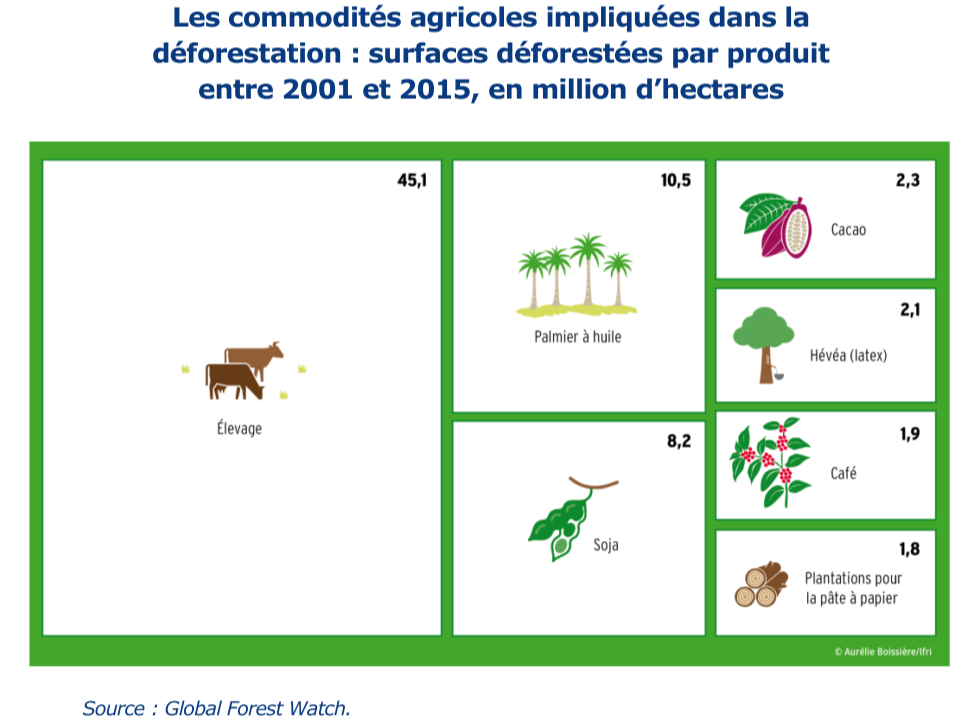 Les commodités agricoles impliquées dans la
déforestation : surfaces déforestées par produit
entre 2001 et 2015, en million d’hectares
45,1
Élevage
10,5
Palmier à huile
8,2
Soja
2,3
Cacao
2,1
Hévéa (latex)
1,9
Café
1,8
Plantations pour
la pâte à papier
© Aurélie Boissière/Ifri
Source : Global Forest Watch.